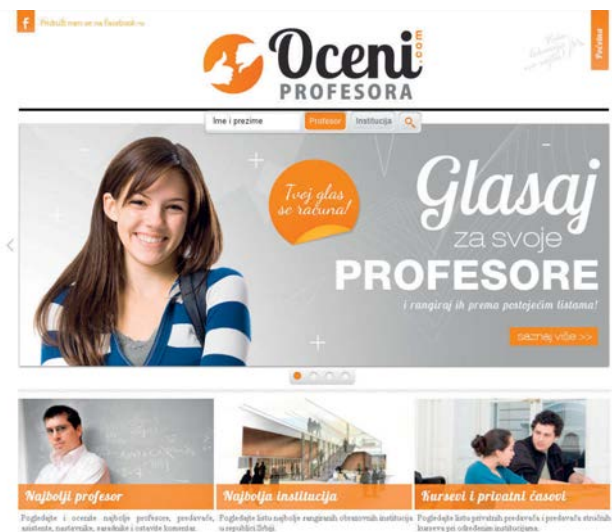 f Pridruži nam se na Facebook-u
Oceni.com
PROFESORA
Početna
Ime i prezime Profesor Institucija
Tvoj glas
se računa!
Glasaj
za svoje
PROFESORE
i rangiraj ih prema postojećim listama!
saznaj više >>
Najbolji profesor Najbolja institucija Kursevi i privatni časovi
Pogledajte i ocenite najbolje profesore, predavače, Pogledajte listu najbolje rangiranih obrazovnih institucija Pogledajte listu privatnih predavača i predavača stručnih
asistente, nastavnike, saradnike i ostavite komentar. u republici Srbiji. kurseva pri određenim institucijama.